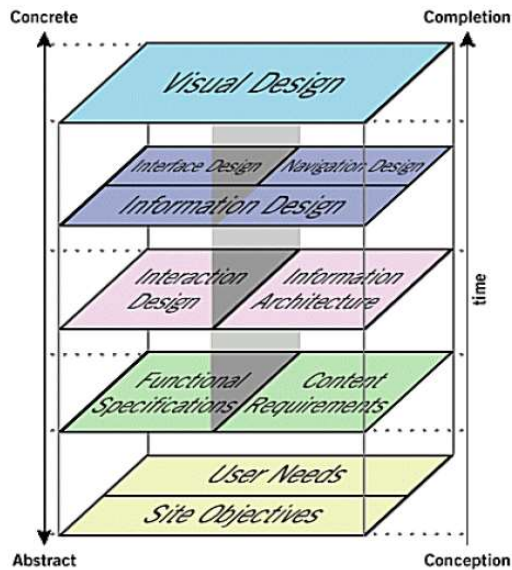 Concrete
Completion
Visual Design
Interface Design
Navigation Design
Information Design
Interaction
Design
Information
Architecture
time
Functional
Specifications
Content
Requirements
User Needs
Site Objectives
Abstract
Conception